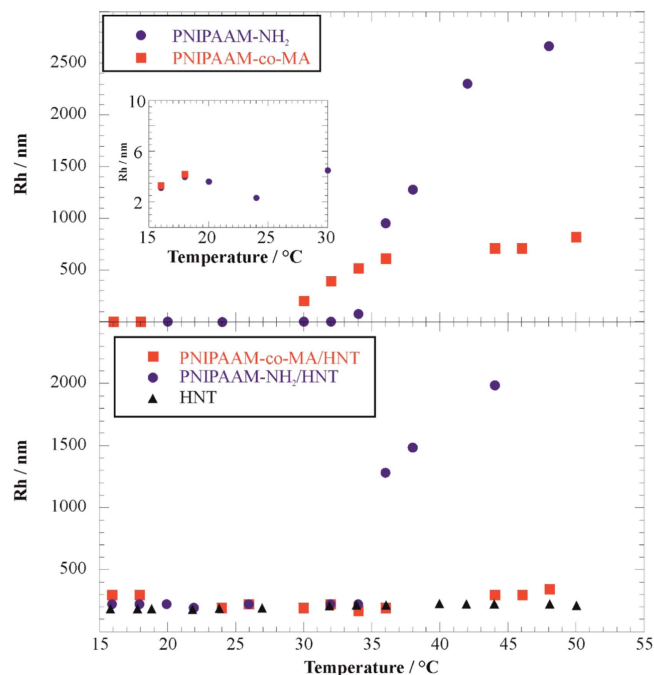 PNIPAAM-NH₂
PNIPAAM-co-MA
2500
2000
1500
1000
500
Rh / nm
10
6
2
Rh / nm
15 20 25 30
Temperature / °C
PNIPAAM-co-MA/HNT
PNIPAAM-NH₂/HNT
HNT
2000
1500
1000
500
Rh / nm
15 20 25 30 35 40 45 50 55
Temperature / °C